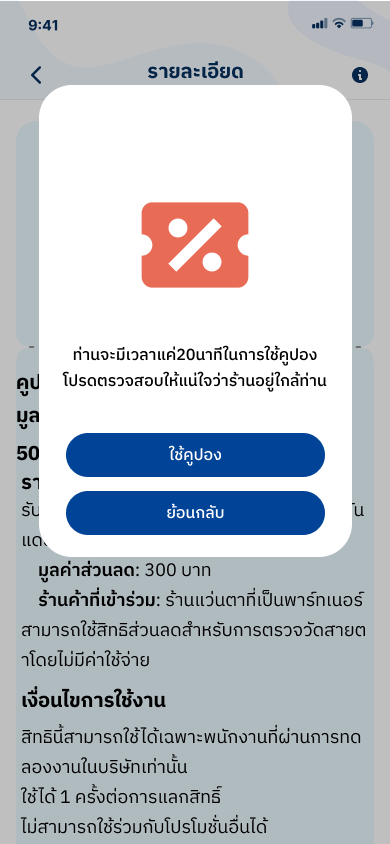 9:41
รายละเอียด
ท่านจะมีเวลาแค่20นาทีในการใช้คูปอง
โปรดตรวจสอบให้แน่ใจว่าร้านอยู่ใกล้ท่าน
ใช้คูปอง
ย้อนกลับ
50
รับ
มูลค่าส่วนลด: 300 บาท
ร้านค้าที่เข้าร่วม: ร้านแว่นตาที่เป็นพาร์ทเนอร์
สามารถใช้สิทธิส่วนลดสำหรับการตรวจวัดสายต
าโดยไม่มีค่าใช้จ่าย
เงื่อนไขการใช้งาน
สิทธินี้สามารถใช้ได้เฉพาะพนักงานที่ผ่านการทด
ลองงานในบริษัทเท่านั้น
ใช้ได้ 1 ครั้งต่อการแลกสิทธิ์
ไม่สามารถใช้ร่วมกับโปรโมชั่นอื่นได้